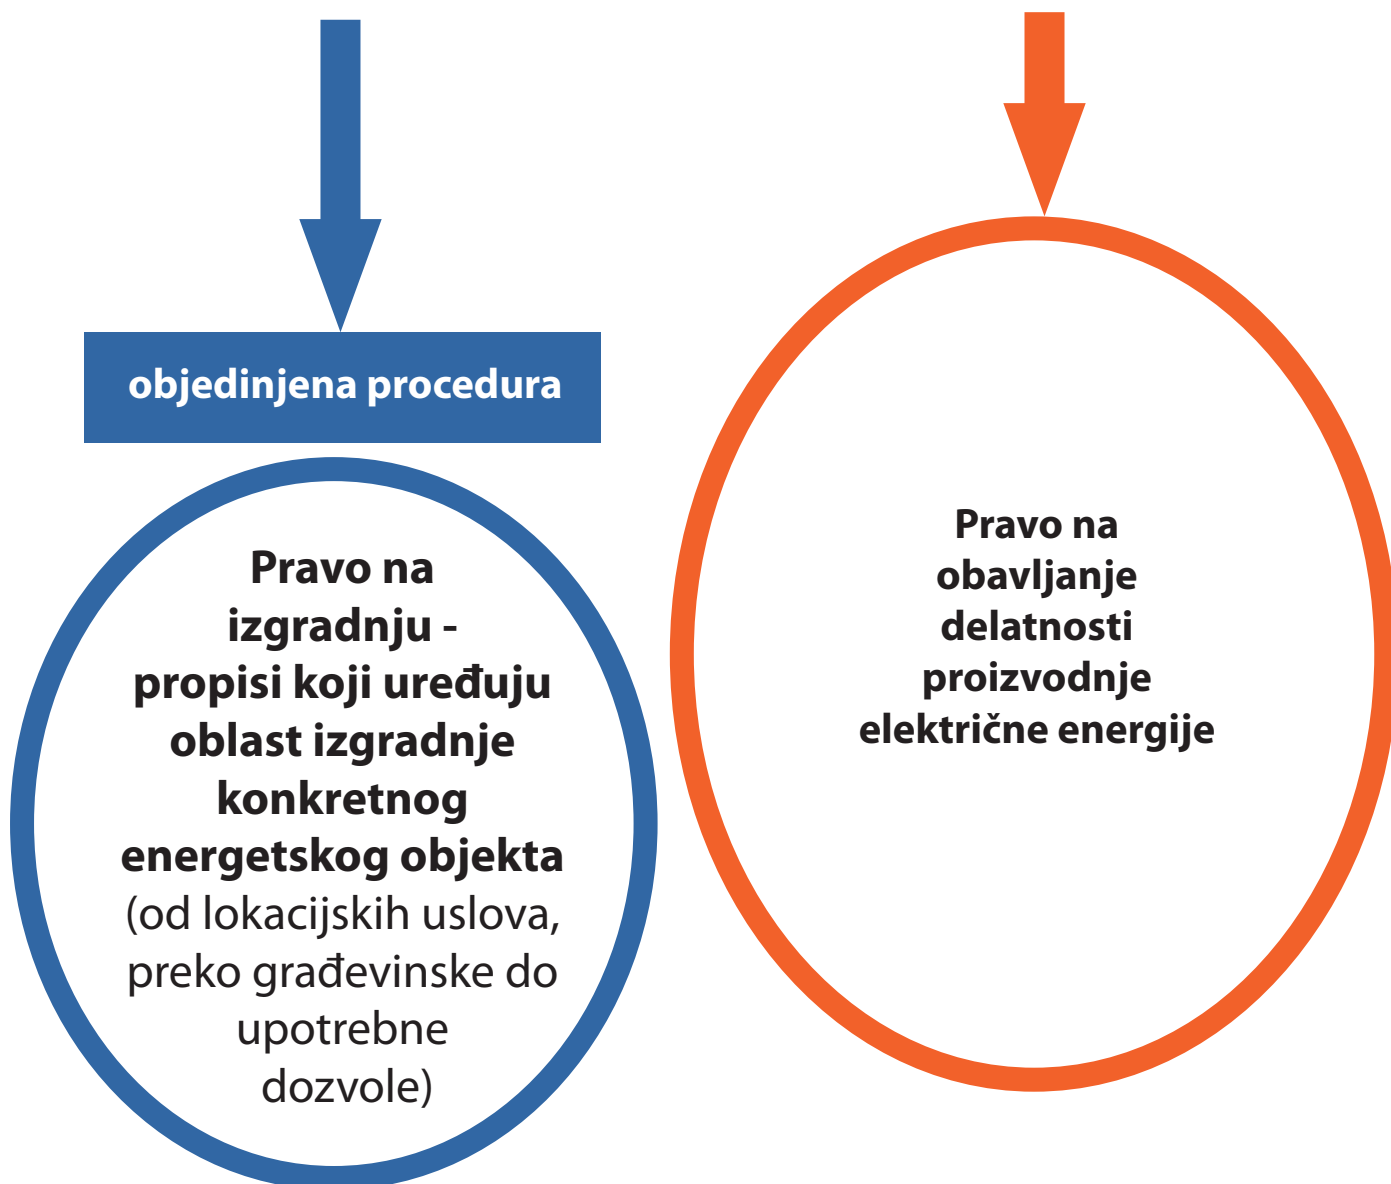 objedinjena procedura
Pravo na
izgradnju -
propisi koji uređuju
oblast izgradnje
konkretnog
energetskog objekta
(od lokacijskih uslova,
preko građevinske do
upotrebne
dozvole)
Pravo na
obavljanje
delatnosti
proizvodnje
električne energije